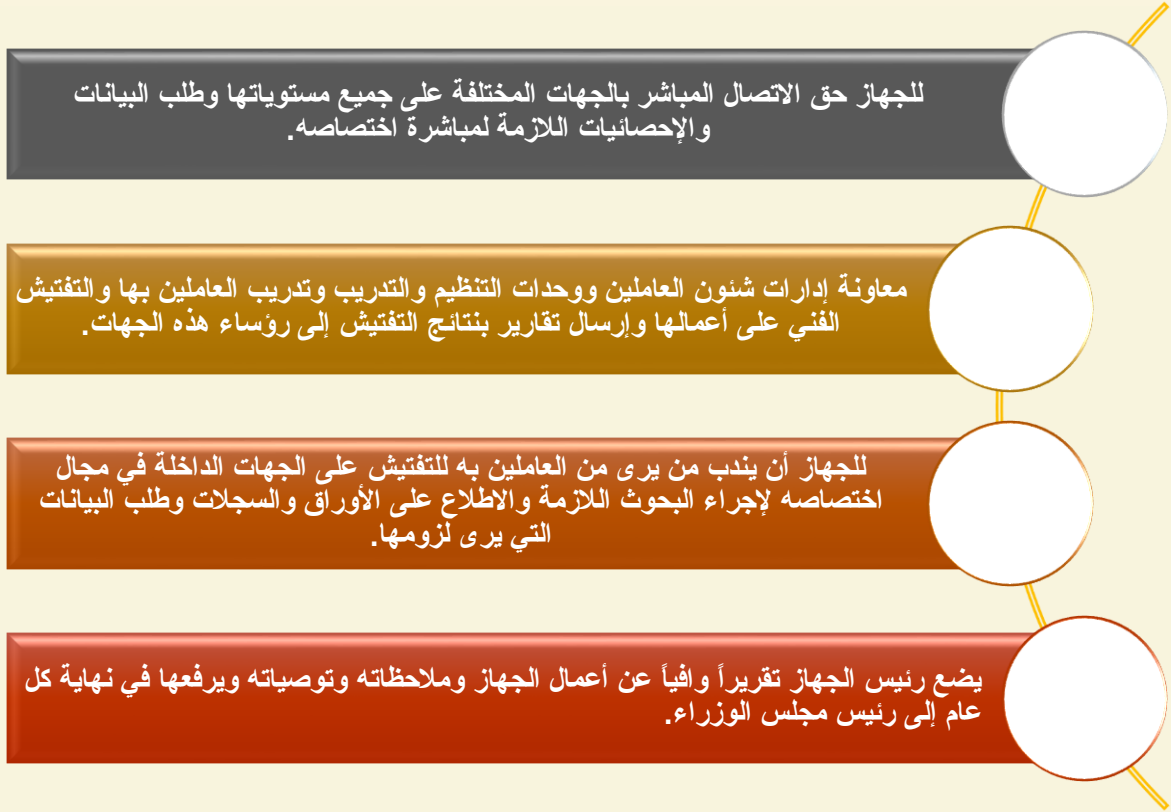 للجهاز حق الاتصال المباشر بالجهات المختلفة على جميع مستوياتها وطلب البيانات
والإحصائيات اللازمة لمباشرة اختصاصه.
معاونة إدارات شئون العاملين ووحدات التنظيم والتدريب وتدريب العاملين بها والتفتيش
الفني على أعمالها وإرسال تقارير بنتائج التفتيش إلى رؤساء هذه الجهات.
للجهاز أن يندب من يرى من العاملين به للتفتيش على الجهات الداخلة في مجال
اختصاصه لإجراء البحوث اللازمة والاطلاع على الأوراق والسجلات وطلب البيانات
التي يرى لزومها.
يضع رئيس الجهاز تقريراً وافياً عن أعمال الجهاز وملاحظاته وتوصياته ويرفعها في نهاية كل
عام إلى رئيس مجلس الوزراء.